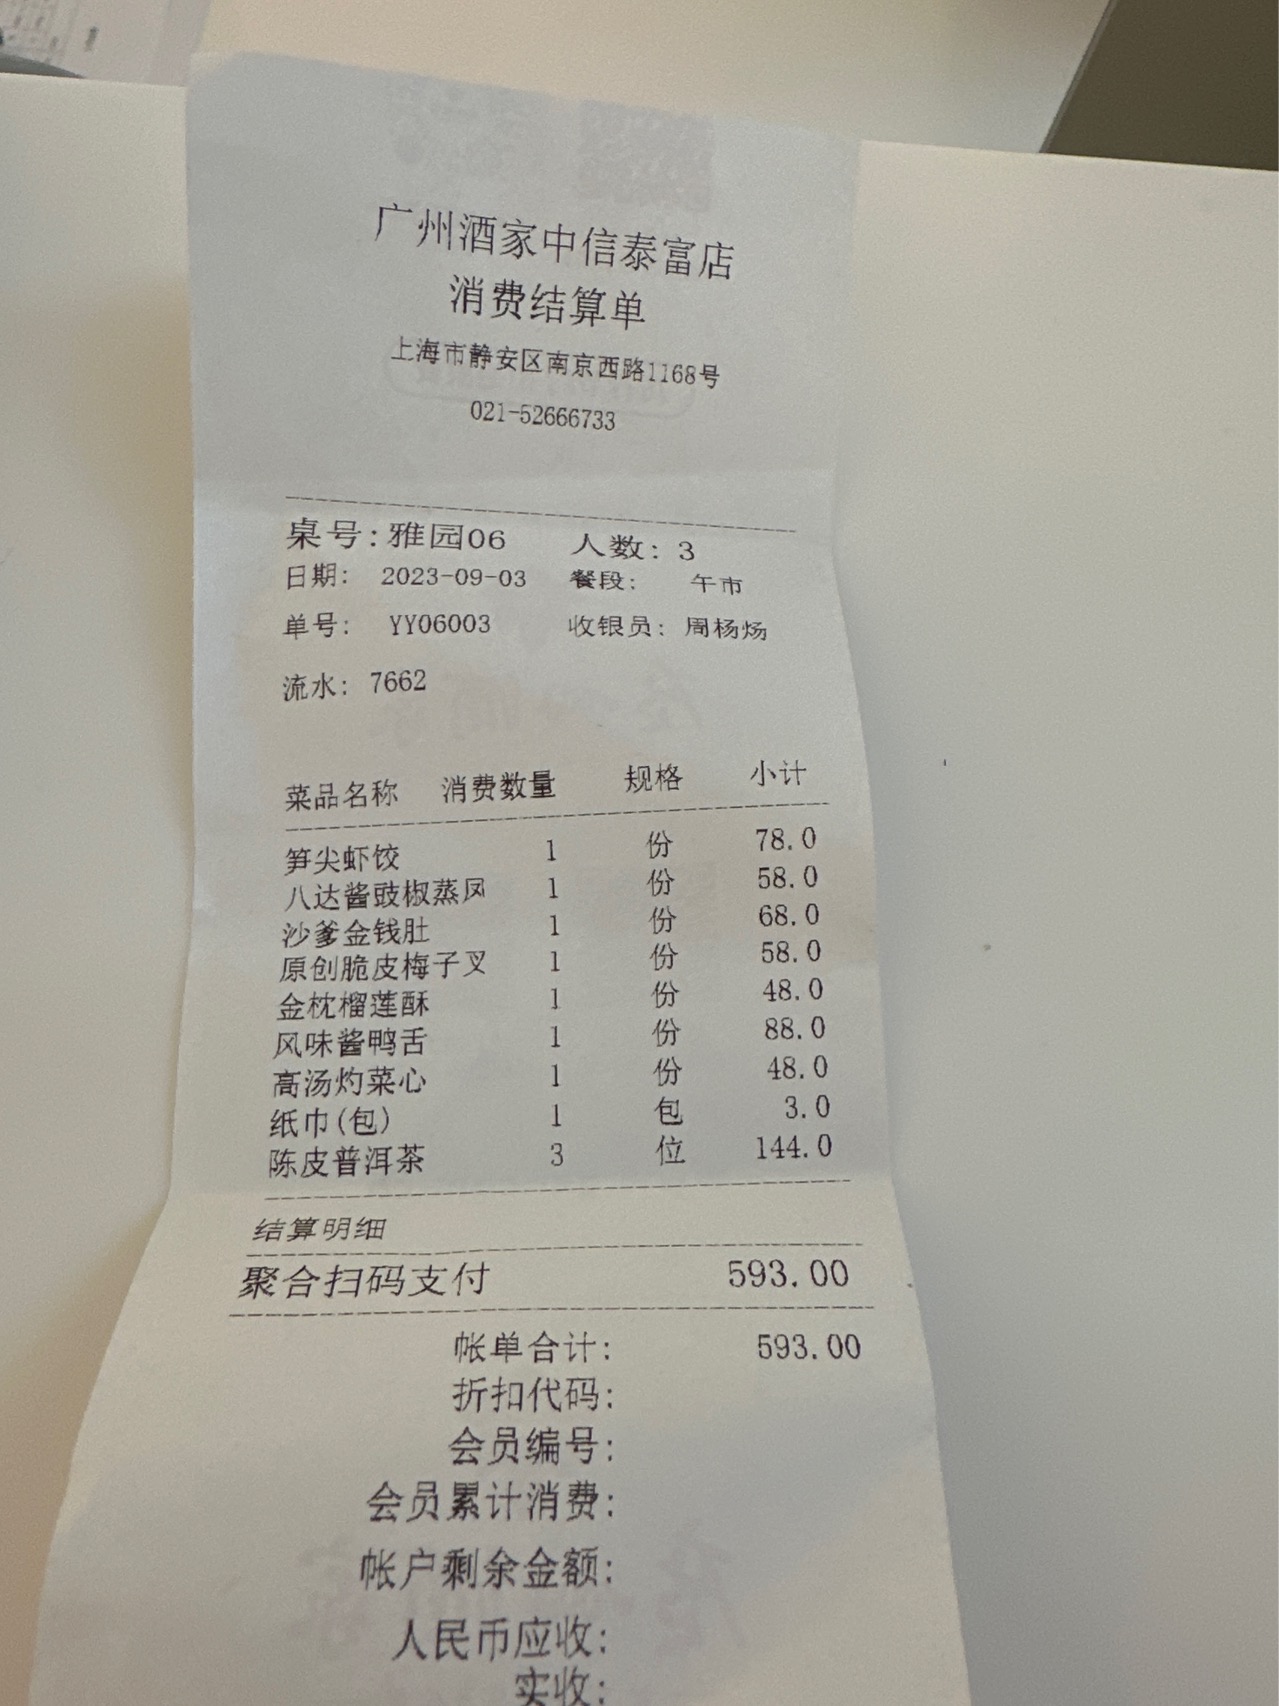 广州酒家中信泰富店
消费结算单
上海市静安区南京西路1168号
021-52666733
桌号:雅园06 人数: 3
日期: 2023-09-03 餐段: 午市
单号: YY06003 收银员: 周杨炀
流水: 7662
菜品名称 消费数量 规格 小计
笋尖虾饺 1 份 78.0
八达酱豉椒蒸凤 1 份 58.0
沙爹金钱肚 1 份 68.0
原创脆皮梅子叉 1 份 58.0
金枕榴莲酥 1 份 48.0
风味酱鸭舌 1 份 88.0
高汤灼菜心 1 份 48.0
纸巾(包) 1 包 3.0
陈皮普洱茶 3 位 144.0
结算明细
聚合扫码支付 593.00
帐单合计: 593.00
折扣代码:
会员编号:
会员累计消费:
帐户剩余金额:
人民币应收:
实收: